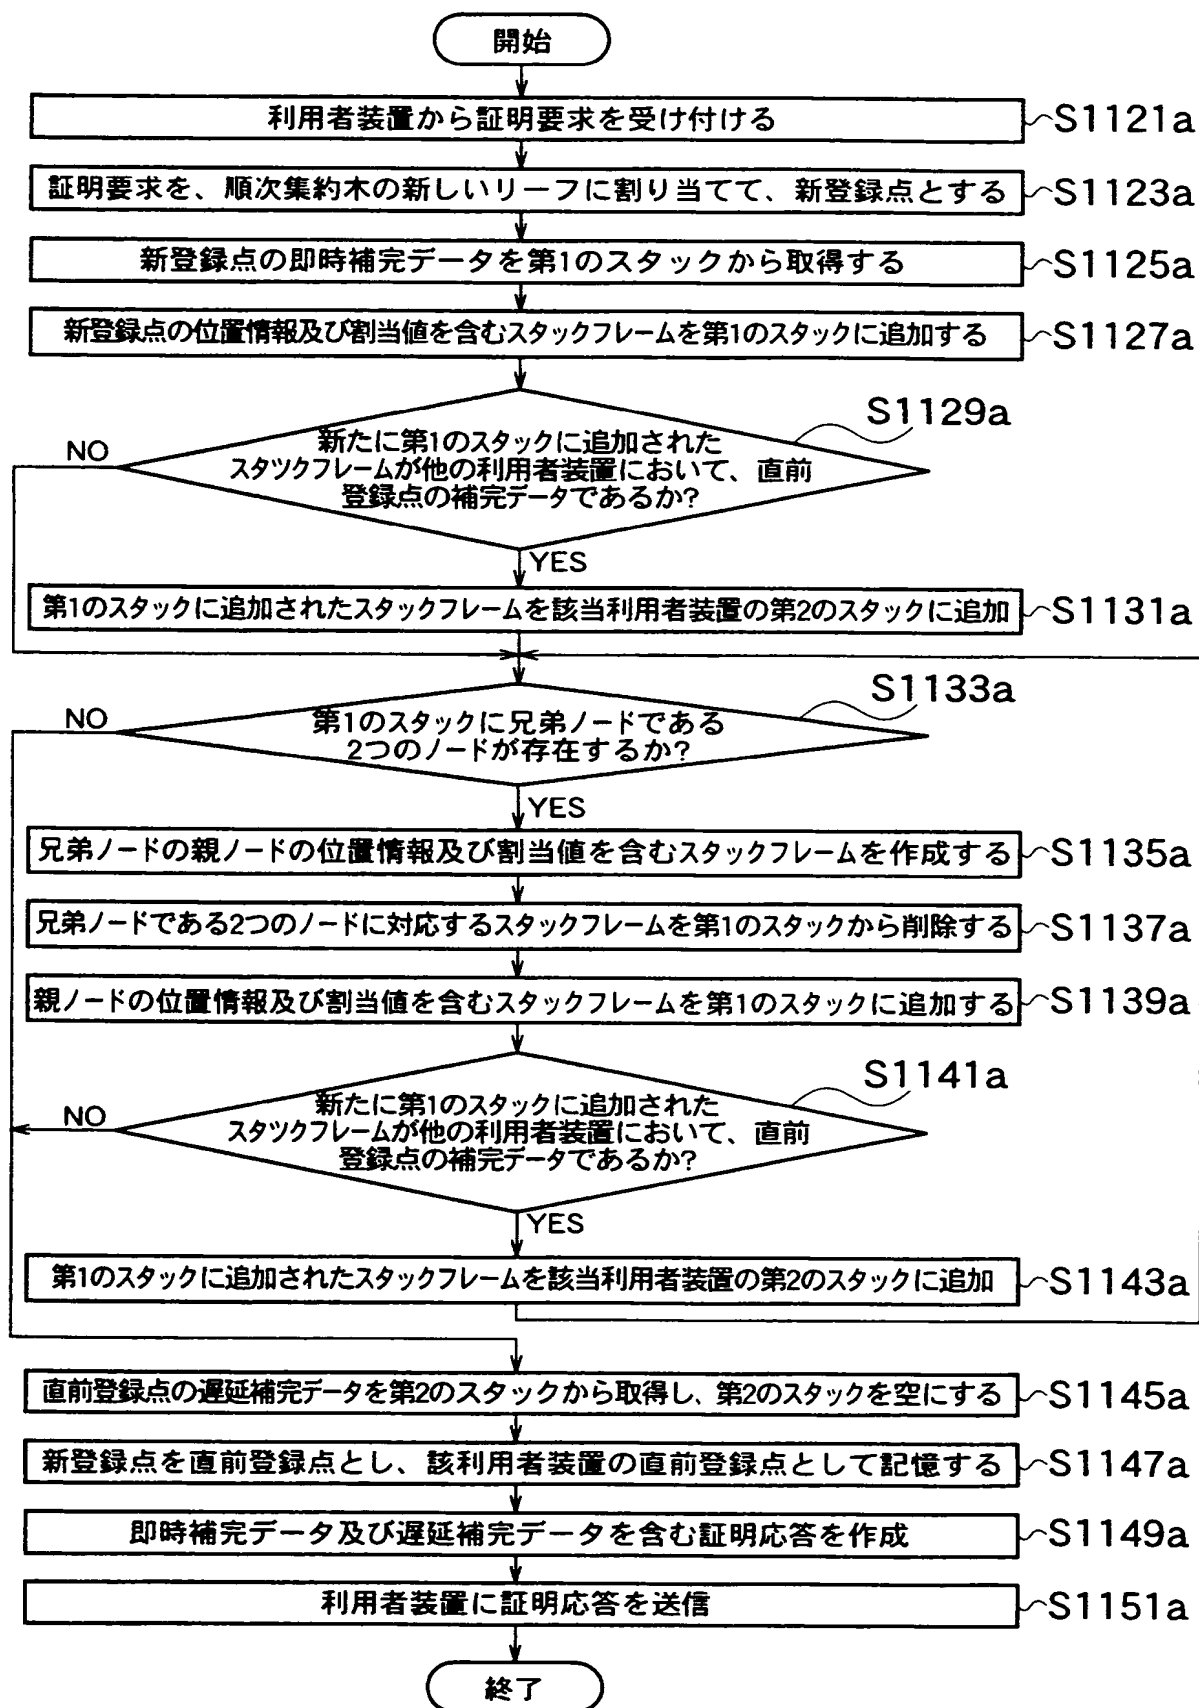 開始
利用者装置から証明要求を受け付ける
S1121a
証明要求を、順次集約木の新しいリーフに割り当てて、新登録点とする
S1123a
新登録点の即時補完データを第1のスタックから取得する
S1125a
新登録点の位置情報及び割当値を含むスタックフレームを第1のスタックに追加する
S1127a
S1129a
NO
新たに第1のスタックに追加された
スタツクフレームが他の利用者装置において、直前
登録点の補完データであるか?
YES
第1のスタックに追加されたスタックフレームを該当利用者装置の第2のスタックに追加
S1131a
S1133a
NO
第1のスタックに兄弟ノードである
2つのノードが存在するか?
YES
兄弟ノードの親ノードの位置情報及び割当値を含むスタックフレームを作成する
S1135a
兄弟ノードである2つのノードに対応するスタックフレームを第1のスタックから削除する
S1137a
親ノードの位置情報及び割当値を含むスタックフレームを第1のスタックに追加する
S1139a
S1141a
NO
新たに第1のスタックに追加された
スタツクフレームが他の利用者装置において、直前
登録点の補完データであるか?
YES
第1のスタックに追加されたスタックフレームを該当利用者装置の第2のスタックに追加
S1143a
直前登録点の遅延補完データを第2のスタックから取得し、第2のスタックを空にする
S1145a
新登録点を直前登録点とし、該利用者装置の直前登録点として記憶する
S1147a
即時補完データ及び遅延補完データを含む証明応答を作成
S1149a
利用者装置に証明応答を送信
S1151a
終了